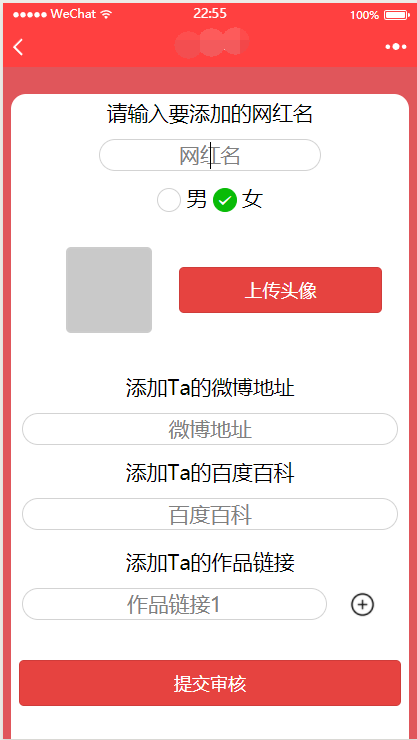 WeChat 22:55 100%
请输入要添加的网红名
网红名
男 女
上传头像
添加Ta的微博地址
微博地址
添加Ta的百度百科
百度百科
添加Ta的作品链接
作品链接1
提交审核